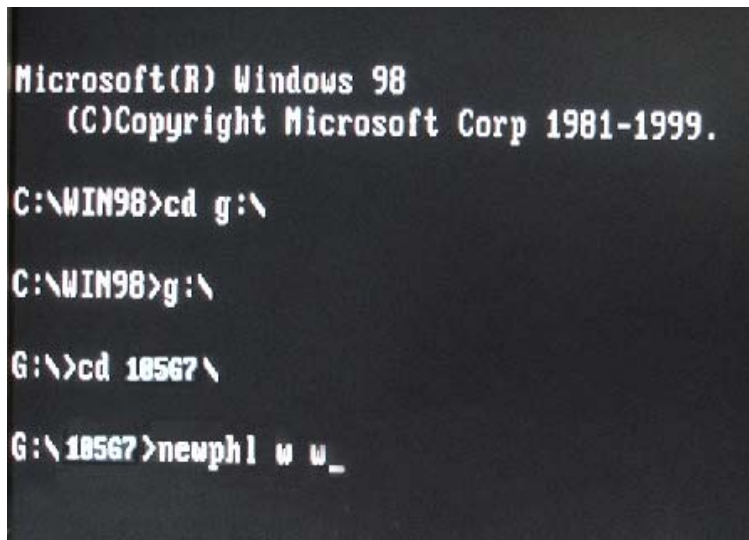 Microsoft(R) Windows 98
(C)Copyright Microsoft Corp 1981-1999.
C:\WIN98>cd g:\
C:\WIN98>g:\
G:\>cd 18567\
G:\18567>newphl w w_